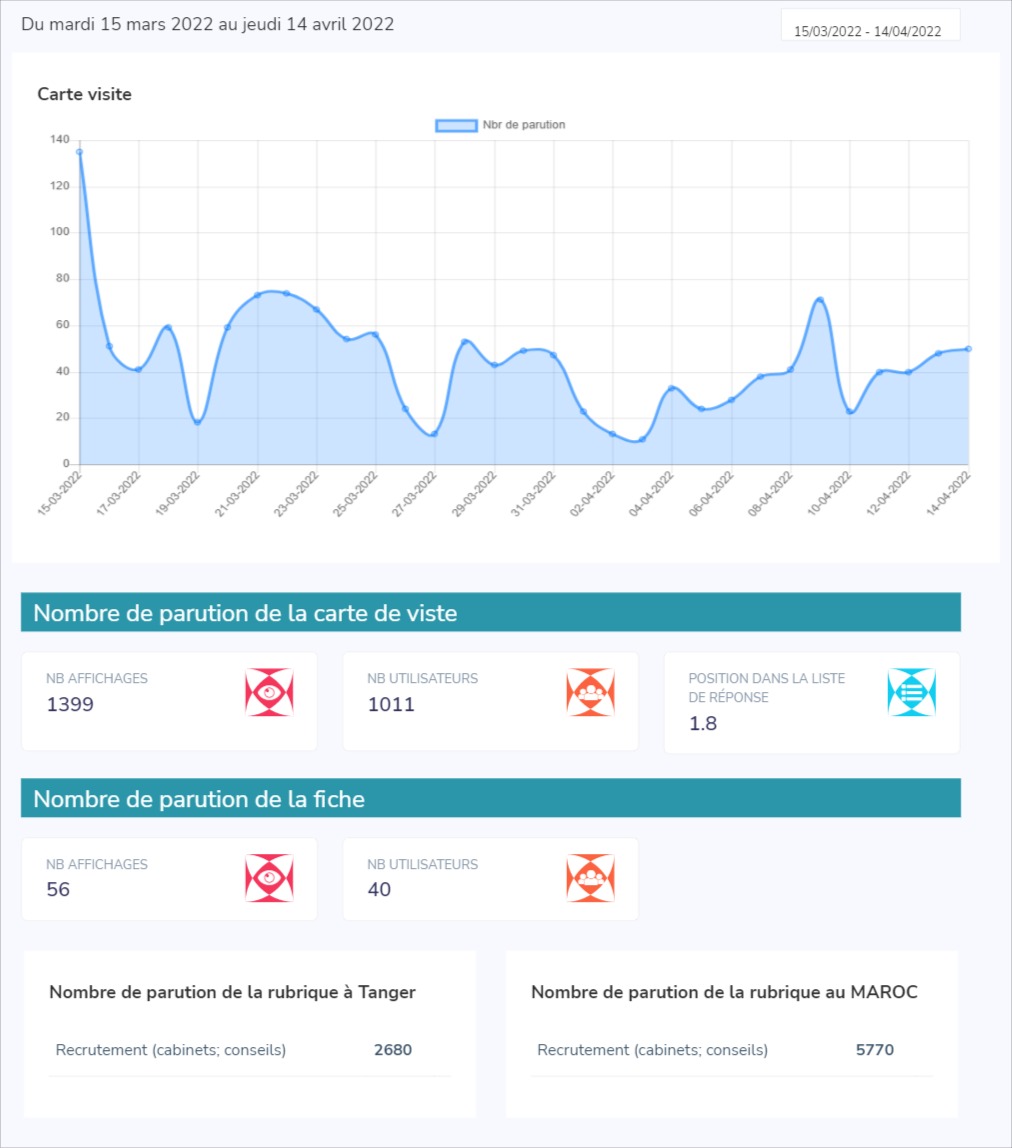 Du mardi 15 mars 2022 au jeudi 14 avril 2022
15/03/2022 - 14/04/2022
Carte visite
Nbr de parution
140
120
100
80
60
40
20
0
15-03-2022
17-03-2022
19-03-2022
21-03-2022
23-03-2022
25-03-2022
27-03-2022
29-03-2022
31-03-2022
02-04-2022
04-04-2022
06-04-2022
08-04-2022
10-04-2022
12-04-2022
14-04-2022
Nombre de parution de la carte de viste
NB AFFICHAGES
1399
NB UTILISATEURS
1011
POSITION DANS LA LISTE
DE RÉPONSE
1.8
Nombre de parution de la fiche
NB AFFICHAGES
56
NB UTILISATEURS
40
Nombre de parution de la rubrique à Tanger
Recrutement (cabinets; conseils) 2680
Nombre de parution de la rubrique au MAROC
Recrutement (cabinets; conseils) 5770